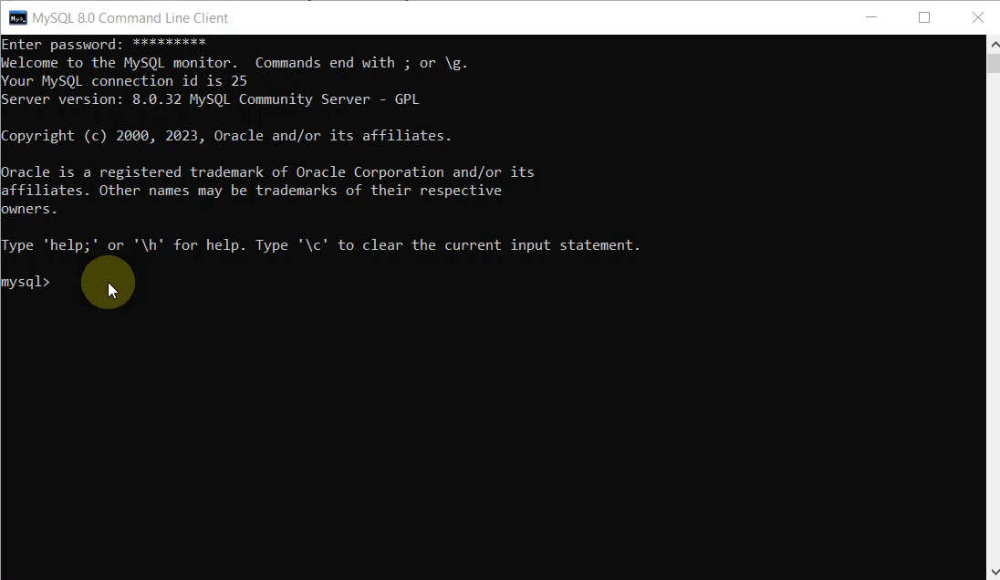 MySQL 8.0 Command Line Client
Enter password: *********
Welcome to the MySQL monitor.  Commands end with ; or \g.
Your MySQL connection id is 25
Server version: 8.0.32 MySQL Community Server - GPL
Copyright (c) 2000, 2023, Oracle and/or its affiliates.
Oracle is a registered trademark of Oracle Corporation and/or its
affiliates. Other names may be trademarks of their respective
owners.
Type 'help;' or '\h' for help. Type '\c' to clear the current input statement.
mysql>